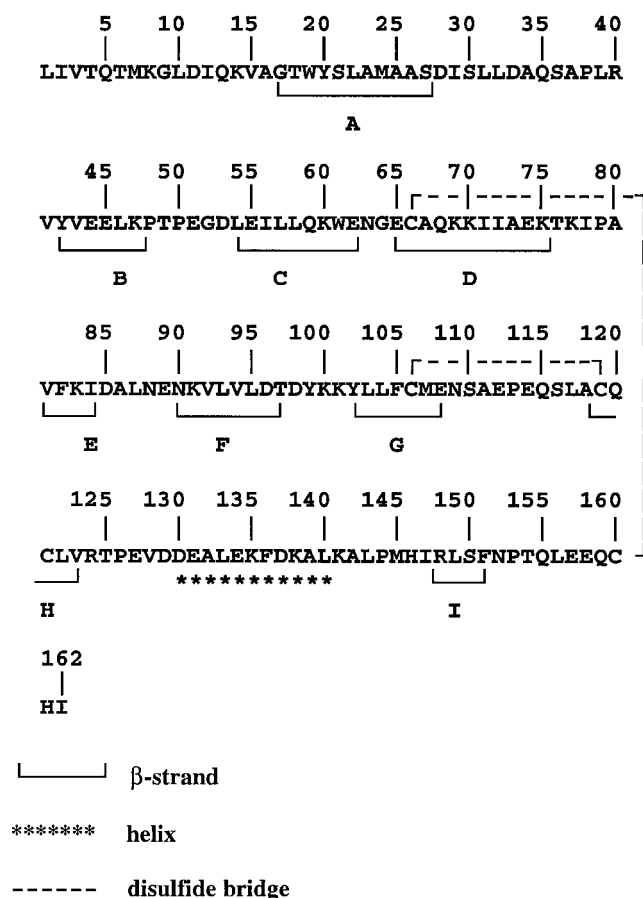 5 10 15 20 25 30 35 40
LIVTQTMKGLDIQKVAGTWYSLAMAASDISLLDAQSAPLR
A
45 50 55 60 65 70 75 80
VYVEELKPTPEGDLEILLQKWENGECAQKKIIAEKTKIPA
B C D
85 90 95 100 105 110 115 120
VFKIDALNENKVLVLDTDYKKYLLFCMENSAEPEQSLACQ
E F G
125 130 135 140 145 150 155 160
CLVRTPEVDDEALEKFDKALKALPMHIRLSFNPTQLEEQC
***********
H I
162
HI
β-strand
******* helix
------ disulfide bridge